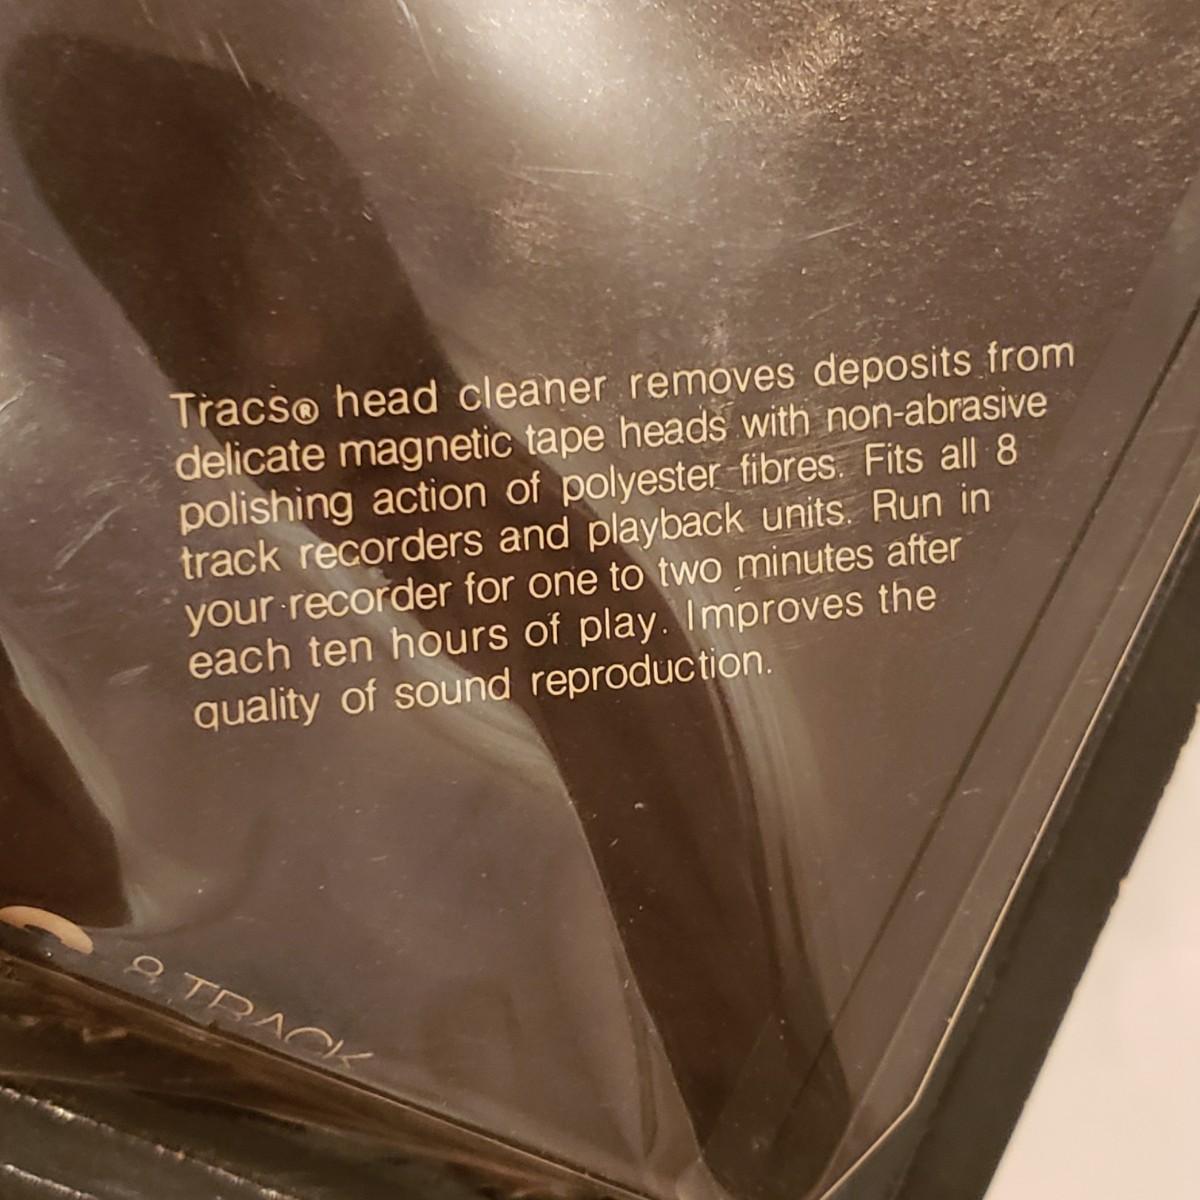 Tracs® head cleaner removes deposits from
delicate magnetic tape heads with non-abrasive
polishing action of polyester fibres. Fits all 8
track recorders and playback units. Run in
your recorder for one to two minutes after
each ten hours of play. Improves the
quality of sound reproduction.
8 TRACK